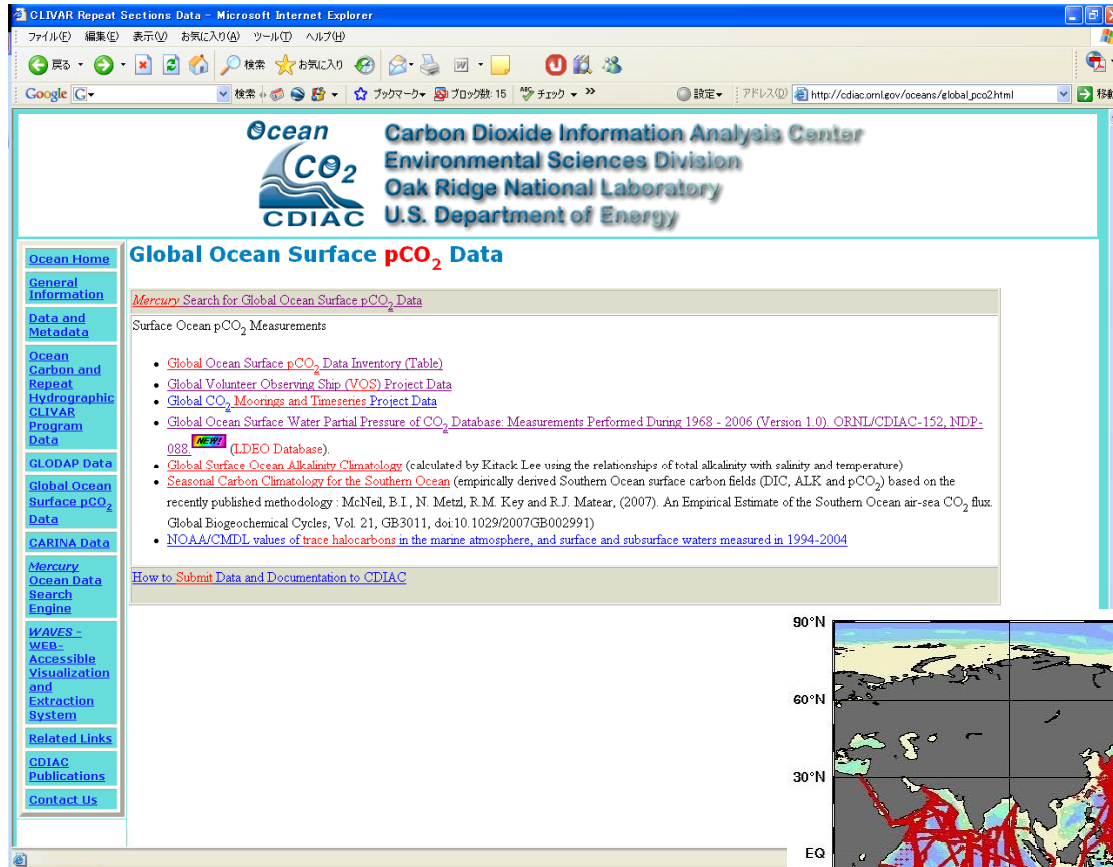 CLIVAR Repeat Sections Data - Microsoft Internet Explorer
ファイル(F) 編集(E) 表示(V) お気に入り(A) ツール(T) ヘルプ(H)
戻る 検索 お気に入り
Google G 検索 ブックマーク ブロック数: 15 ABC チェック » 設定 アドレス(D) http://cdiac.ornl.gov/oceans/global_pco2.html 移動
Ocean
CO2
CDIAC
Carbon Dioxide Information Analysis Center
Environmental Sciences Division
Oak Ridge National Laboratory
U.S. Department of Energy
Ocean Home
General
Information
Data and
Metadata
Ocean
Carbon and
Repeat
Hydrographic
CLIVAR
Program
Data
GLODAP Data
Global Ocean
Surface pCO2
Data
CARINA Data
Mercury
Ocean Data
Search
Engine
WAVES -
WEB-
Accessible
Visualization
and
Extraction
System
Related Links
CDIAC
Publications
Contact Us
Global Ocean Surface pCO2 Data
Mercury Search for Global Ocean Surface pCO2 Data
Surface Ocean pCO2 Measurements
• Global Ocean Surface pCO2 Data Inventory (Table)
• Global Volunteer Observing Ship (VOS) Project Data
• Global CO2 Moorings and Timeseries Project Data
• Global Ocean Surface Water Partial Pressure of CO2 Database: Measurements Performed During 1968 - 2006 (Version 1.0). ORNL/CDIAC-152, NDP-
088. NEW! (LDEO Database).
• Global Surface Ocean Alkalinity Climatology (calculated by Kitack Lee using the relationships of total alkalinity with salinity and temperature)
• Seasonal Carbon Climatology for the Southern Ocean (empirically derived Southern Ocean surface carbon fields (DIC, ALK and pCO2) based on the
recently published methodology : McNeil, B.I., N. Metzl, R.M. Key and R.J. Matear, (2007). An Empirical Estimate of the Southern Ocean air-sea CO2 flux.
Global Biogeochemical Cycles, Vol. 21, GB3011, doi:10.1029/2007GB002991)
• NOAA/CMDL values of trace halocarbons in the marine atmosphere, and surface and subsurface waters measured in 1994-2004
How to Submit Data and Documentation to CDIAC
90°N
60°N
30°N
EQ